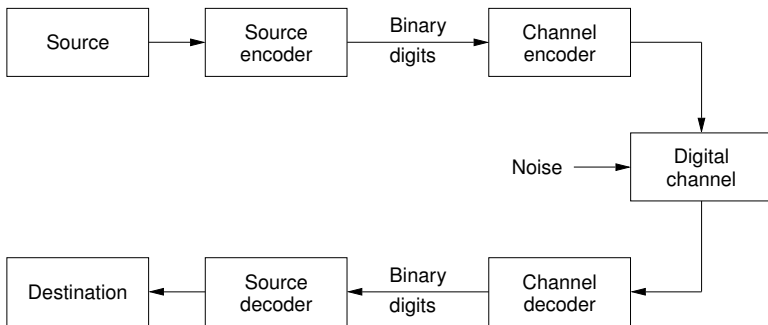 Source
Source
encoder
Binary
digits
Channel
encoder
Noise
Digital
channel
Destination
Source
decoder
Binary
digits
Channel
decoder